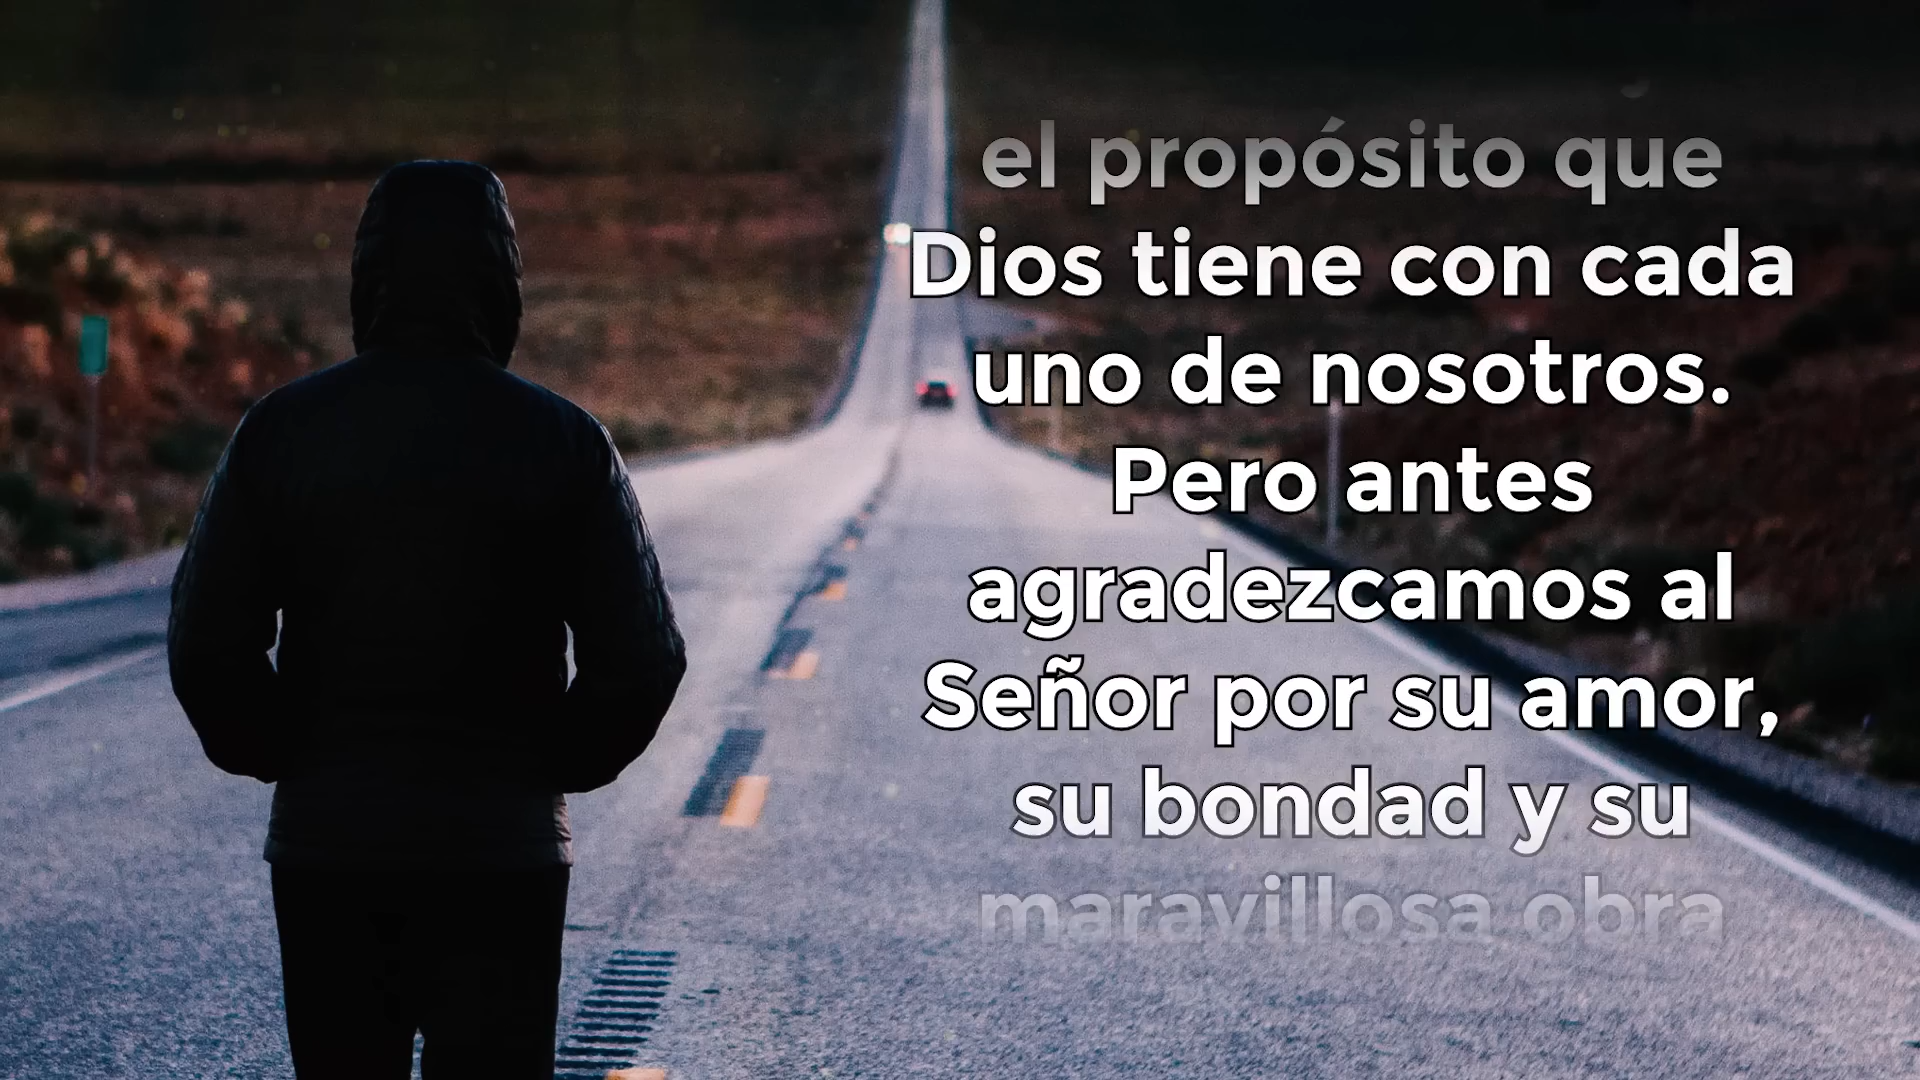 el propósito que
Dios tiene con cada
uno de nosotros.
Pero antes
agradezcamos al
Señor por su amor,
su bondad y su
maravillosa obra